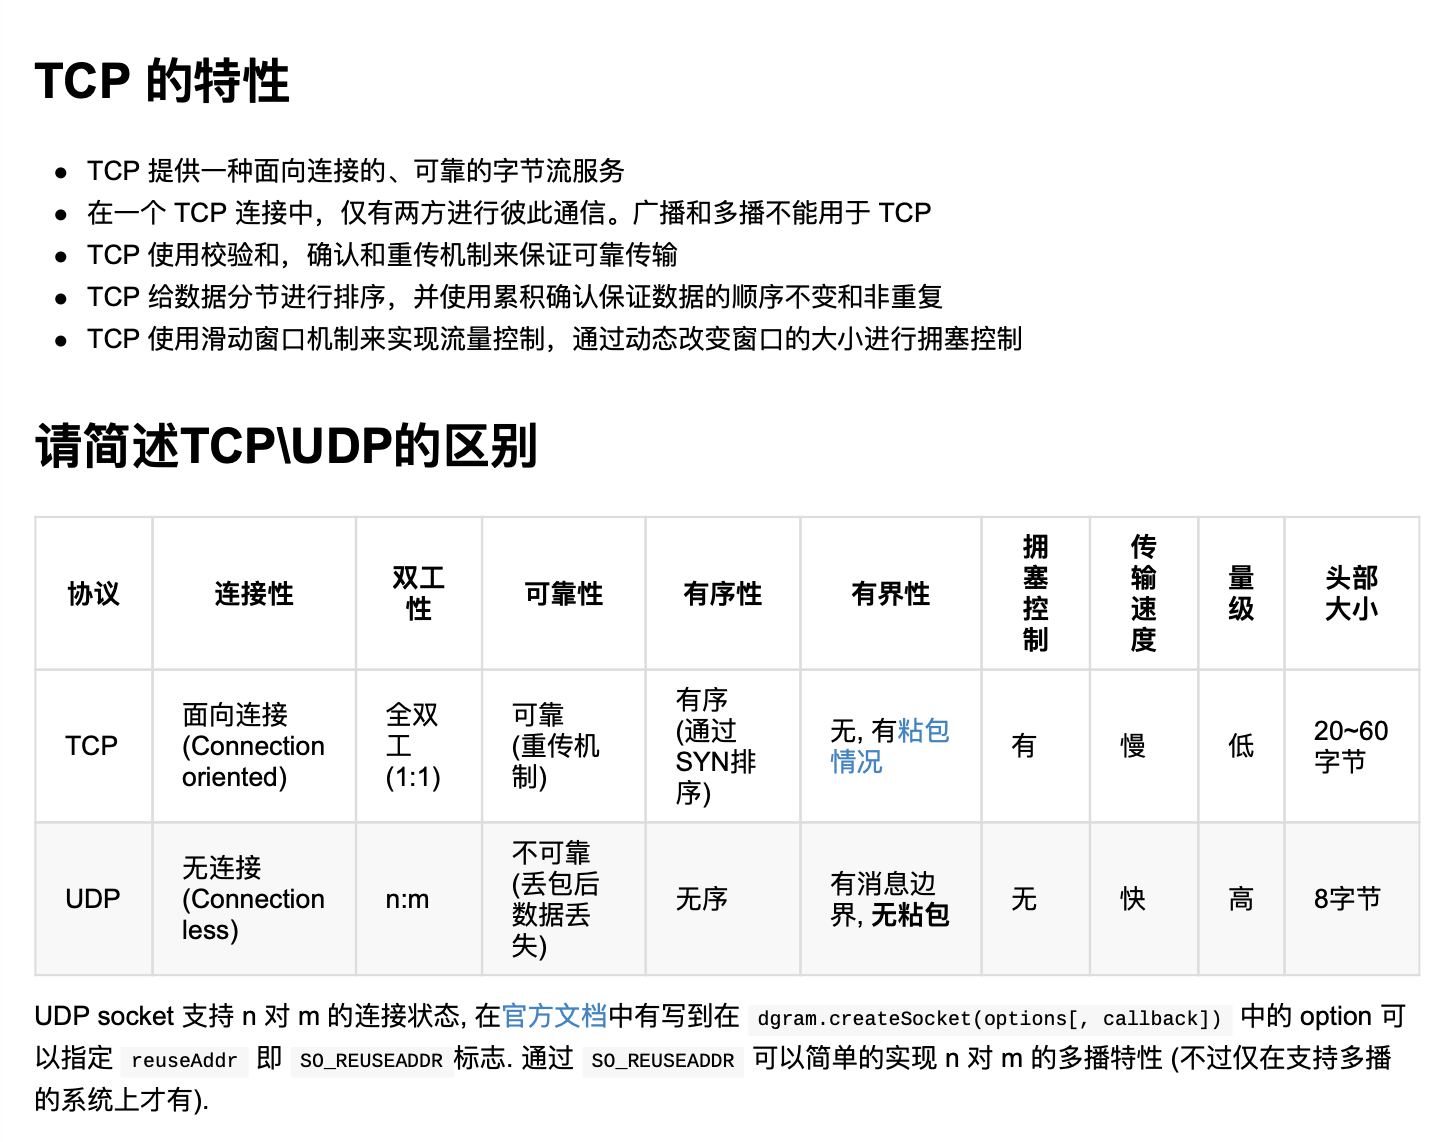 TCP 的特性
● TCP 提供一种面向连接的、可靠的字节流服务
● 在一个 TCP 连接中，仅有两方进行彼此通信。广播和多播不能用于 TCP
● TCP 使用校验和，确认和重传机制来保证可靠传输
● TCP 给数据分节进行排序，并使用累积确认保证数据的顺序不变和非重复
● TCP 使用滑动窗口机制来实现流量控制，通过动态改变窗口的大小进行拥塞控制
请简述TCP\UDP的区别
协议
连接性
双工
性
可靠性
有序性
有界性
拥
塞
控
制
传
输
速
度
量
级
头部
大小
TCP
面向连接
(Connection
oriented)
全双
工
(1:1)
可靠
(重传机
制)
有序
(通过
SYN排
序)
无, 有粘包
情况
有
慢
低
20~60
字节
UDP
无连接
(Connection
less)
n:m
不可靠
(丢包后
数据丢
失)
无序
有消息边
界, 无粘包
无
快
高
8字节
UDP socket 支持 n 对 m 的连接状态, 在官方文档中有写到在 dgram.createSocket(options[, callback]) 中的 option 可
以指定 reuseAddr 即 SO_REUSEADDR 标志. 通过 SO_REUSEADDR 可以简单的实现 n 对 m 的多播特性 (不过仅在支持多播
的系统上才有).